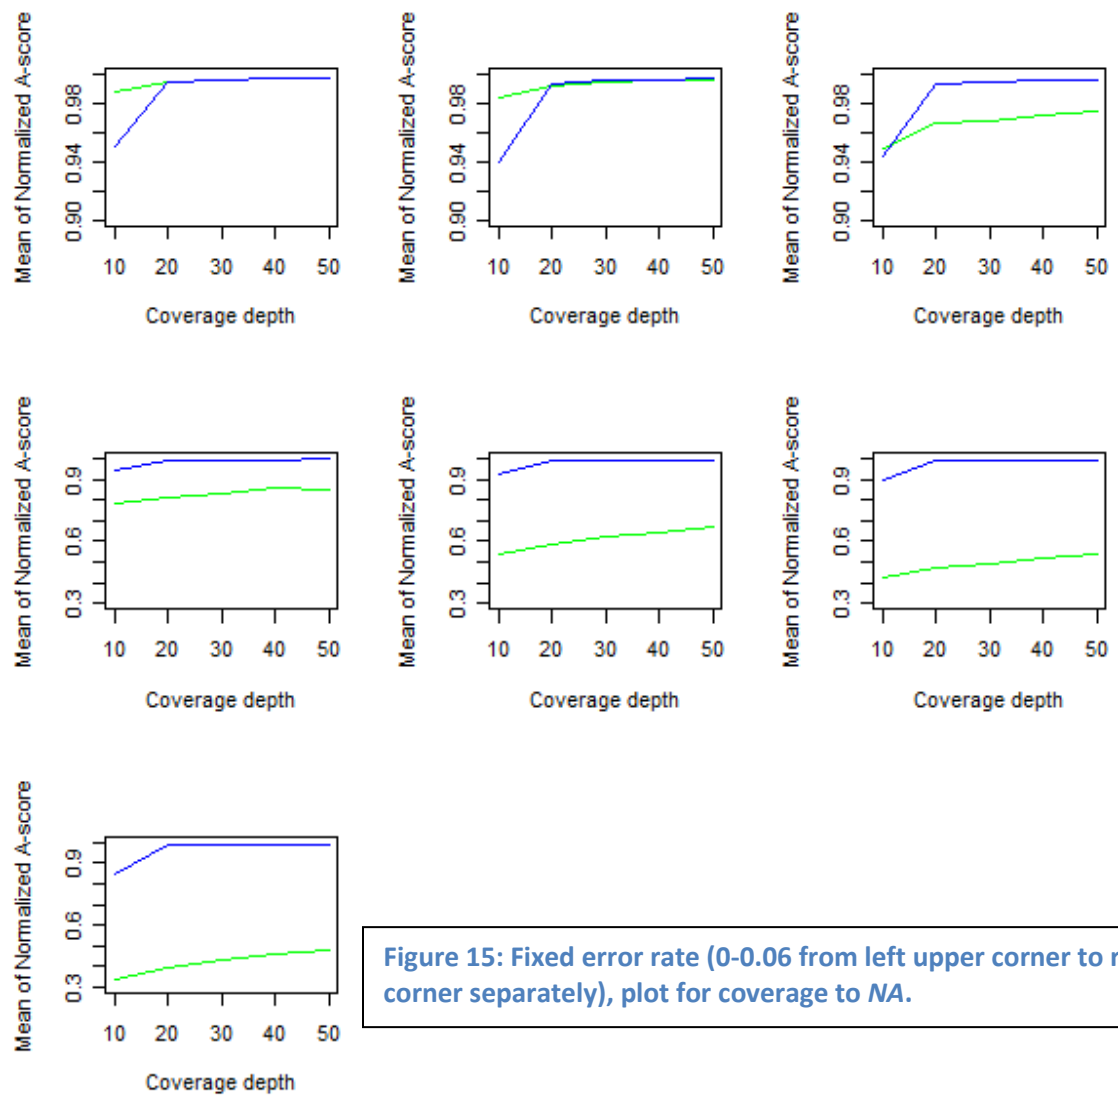 Mean of Normalized A-score
0.90 0.94 0.98
10 20 30 40 50
Coverage depth
Mean of Normalized A-score
0.90 0.94 0.98
10 20 30 40 50
Coverage depth
Mean of Normalized A-score
0.90 0.94 0.98
10 20 30 40 50
Coverage depth
Mean of Normalized A-score
0.3 0.6 0.9
10 20 30 40 50
Coverage depth
Mean of Normalized A-score
0.3 0.6 0.9
10 20 30 40 50
Coverage depth
Mean of Normalized A-score
0.3 0.6 0.9
10 20 30 40 50
Coverage depth
Mean of Normalized A-score
0.3 0.6 0.9
10 20 30 40 50
Coverage depth
Figure 15: Fixed error rate (0-0.06 from left upper corner to
corner separately), plot for coverage to NA.